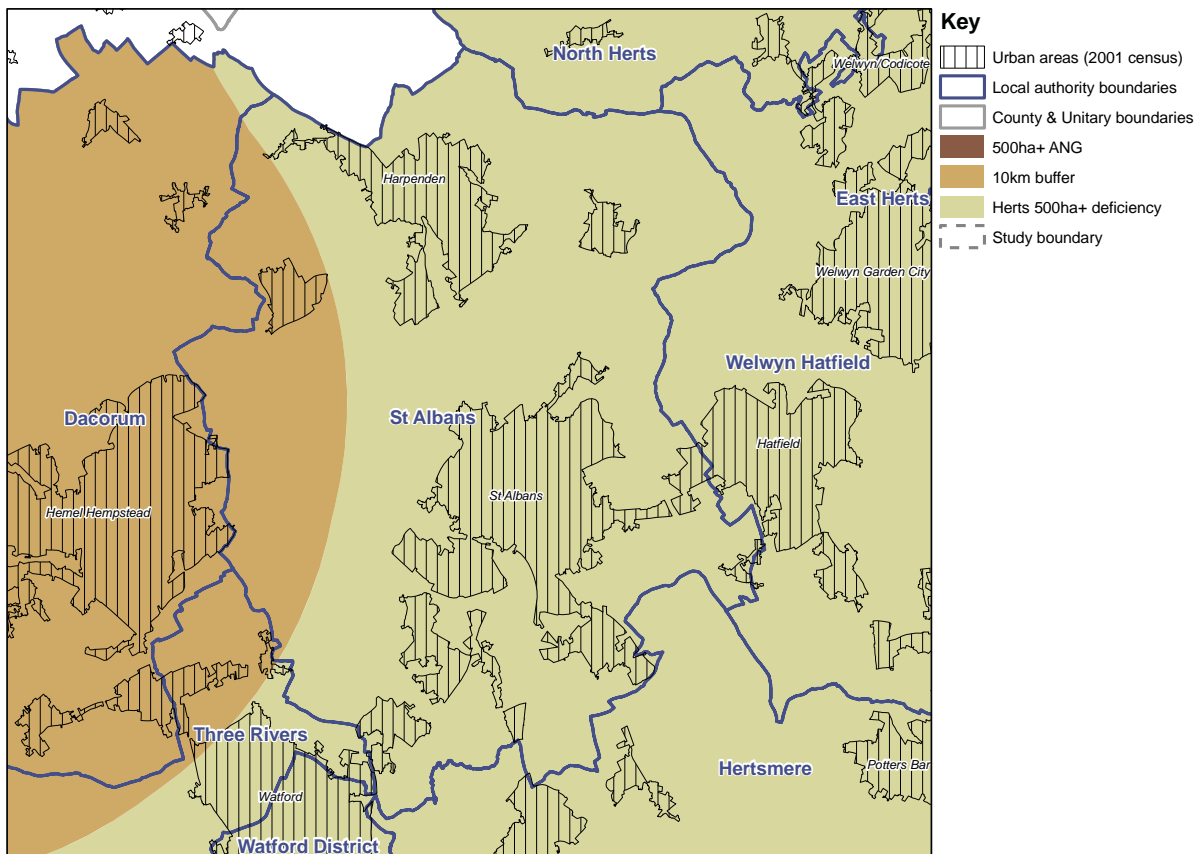 Key
Urban areas (2001 census)
Local authority boundaries
County & Unitary boundaries
500ha+ ANG
10km buffer
Herts 500ha+ deficiency
Study boundary
North Herts
Welwyn/Codicote
Harpenden
East Herts
Welwyn Garden City
Welwyn Hatfield
Dacorum
St Albans
Hatfield
St Albans
Hemel Hempstead
Three Rivers
Hertsmere
Potters Bar
Watford
Watford District